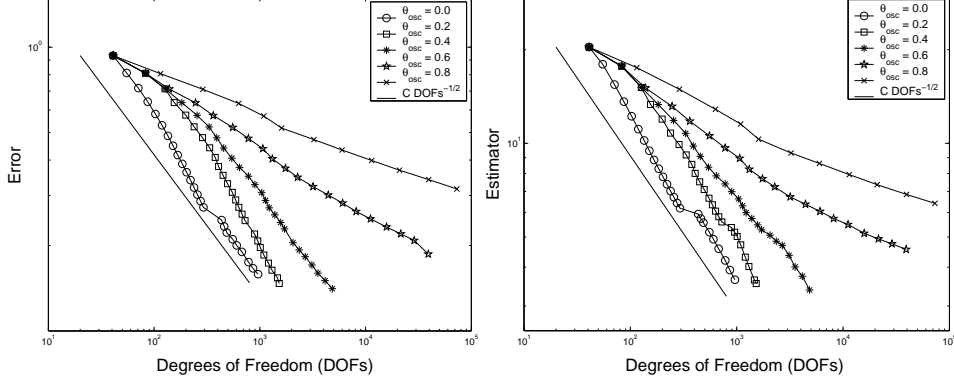 10⁰
Error
10¹
10²
10³
10⁴
10⁵
Degrees of Freedom (DOFs)
θosc = 0.0
θosc = 0.2
θosc = 0.4
θosc = 0.6
θosc = 0.8
C DOFs⁻¹/²
10¹
Estimator
10¹
10²
10³
10⁴
10⁵
Degrees of Freedom (DOFs)
θosc = 0.0
θosc = 0.2
θosc = 0.4
θosc = 0.6
θosc = 0.8
C DOFs⁻¹/²